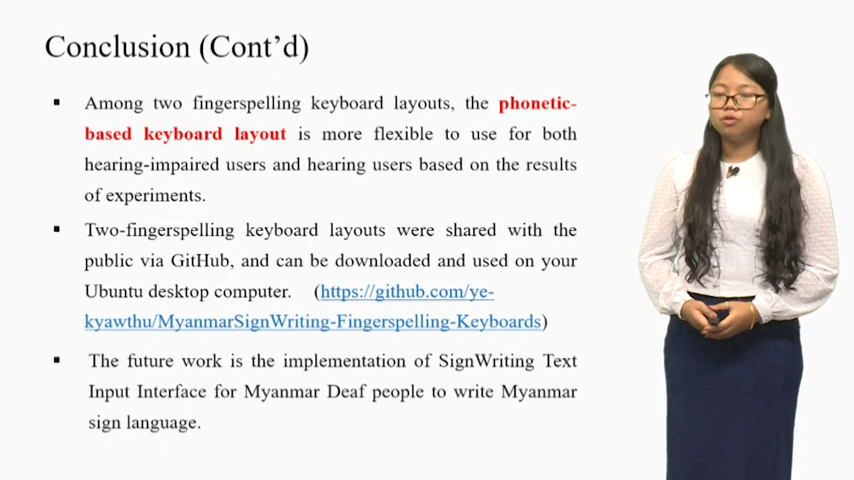 Conclusion (Cont’d)
▪ Among two fingerspelling keyboard layouts, the phonetic-
based keyboard layout is more flexible to use for both
hearing-impaired users and hearing users based on the results
of experiments.
▪ Two-fingerspelling keyboard layouts were shared with the
public via GitHub, and can be downloaded and used on your
Ubuntu desktop computer. (https://github.com/ye-
kyawthu/MyanmarSignWriting-Fingerspelling-Keyboards)
▪ The future work is the implementation of SignWriting Text
Input Interface for Myanmar Deaf people to write Myanmar
sign language.